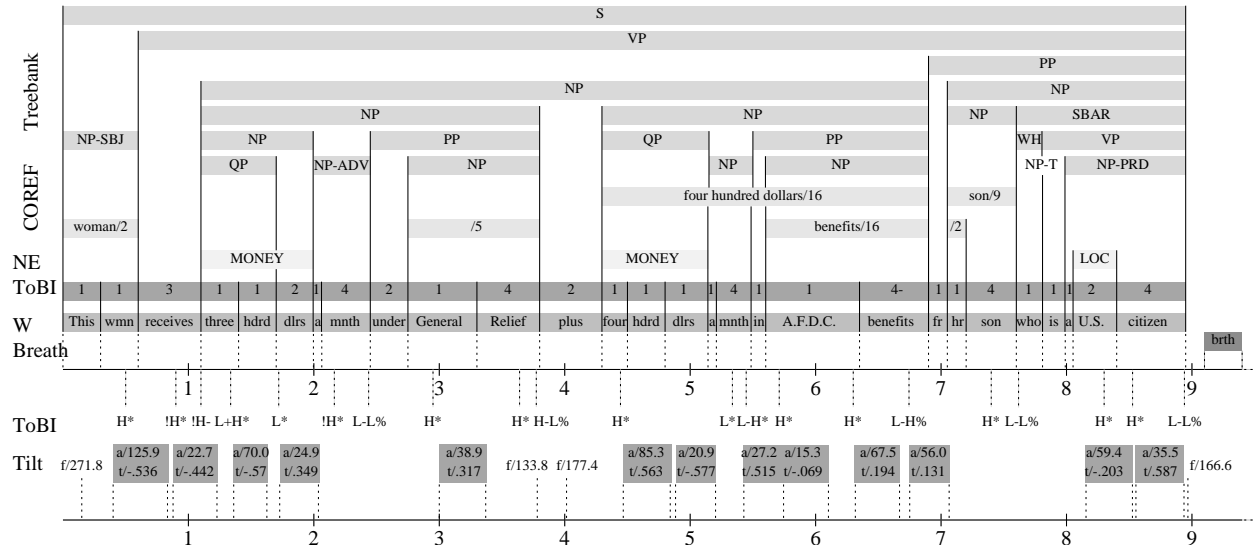 S
VP
PP
NP NP
NP NP NP SBAR
NP-SBJ NP PP QP PP WH VP
Treebank
QP NP-ADV NP NP NP NP-T NP-PRD
four hundred dollars/16 son/9
COREF
woman/2 /5 benefits/16 /2
NE MONEY MONEY LOC
ToBI 1 1 3 1 1 2 1 4 2 1 4 2 1 1 1 1 4 1 1 4- 1 1 4 1 1 1 2 4
W This wmn receives three hdrd dlrs a mnth under General Relief plus four hdrd dlrs a mnth in A.F.D.C. benefits fr hr son who is a U.S. citizen
Breath brth
1 2 3 4 5 6 7 8 9
ToBI H* !H* !H- L+H* L* !H* L-L% H* H* H-L% H* L* L-H* H* H* L-H% H* L-L% H* H* L-L%
Tilt f/271.8 a/125.9 a/22.7 a/70.0 a/24.9 a/38.9 f/133.8 f/177.4 a/85.3 a/20.9 a/27.2 a/15.3 a/67.5 a/56.0 a/59.4 a/35.5 f/166.6
t/-.536 t/-.442 t/-.57 t/.349 t/.317 t/.563 t/-.577 t/.515 t/-.069 t/.194 t/.131 t/-.203 t/.587
1 2 3 4 5 6 7 8 9